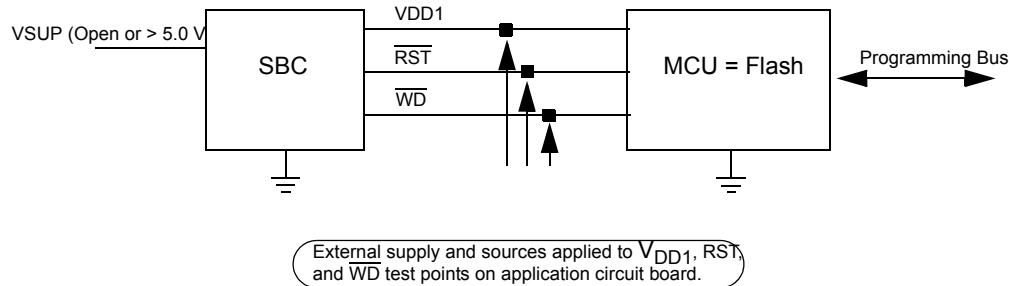 VDD1
VSUP (Open or > 5.0 V
SBC
RST
WD
MCU = Flash
Programming Bus
External supply and sources applied to VDD1, RST,
and WD test points on application circuit board.